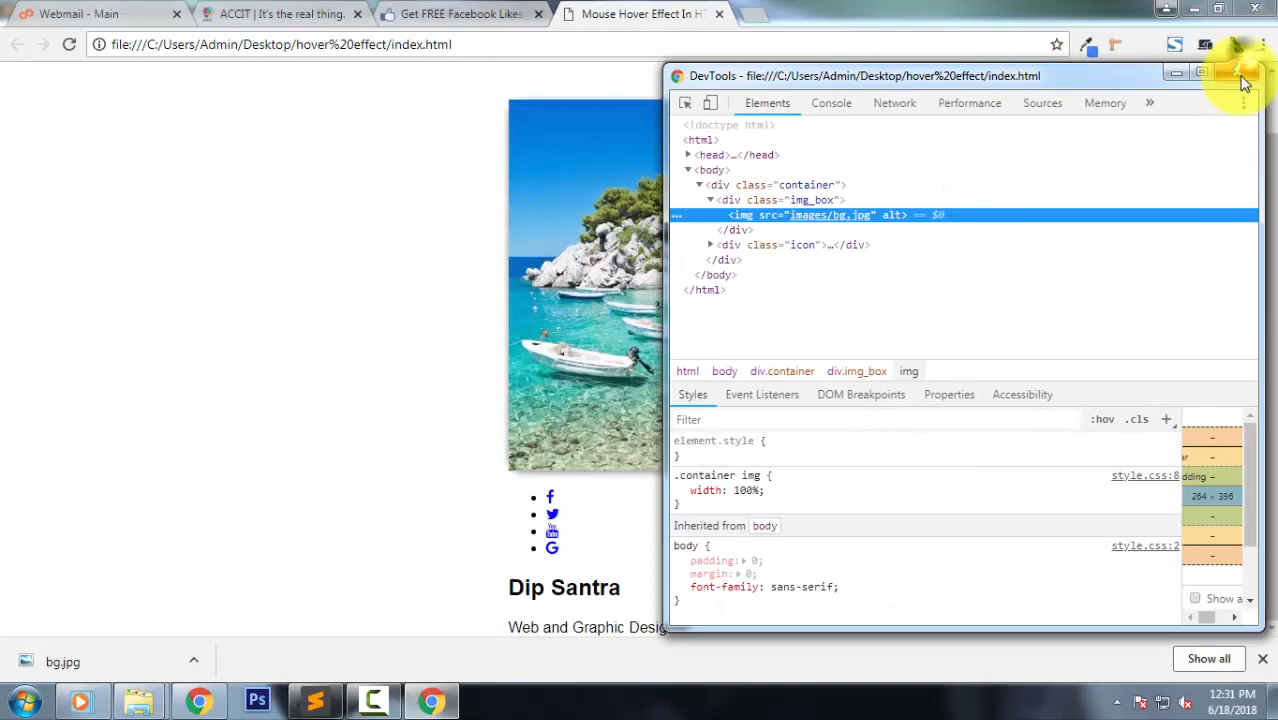 Webmail - Main
ACCIT | It's the real thing.
Get FREE Facebook Likes
Mouse Hover Effect In HT
file:///C:/Users/Admin/Desktop/hover%20effect/index.html
DevTools - file:///C:/Users/Admin/Desktop/hover%20effect/index.html
Elements Console Network Performance Sources Memory »
<!doctype html>
<html>
<head>…</head>
<body>
<div class="container">
<div class="img_box">
… <img src="images/bg.jpg" alt> == $0
</div>
<div class="icon">…</div>
</div>
</body>
</html>
html body div.container div.img_box img
Styles Event Listeners DOM Breakpoints Properties Accessibility
Filter :hov .cls +
element.style {
}
.container img { style.css:8
width: 100%;
}
Inherited from body
body { style.css:2
padding: 0;
margin: 0;
font-family: sans-serif;
}
-
-
dding -
264 × 396
-
-
-
Show a
Dip Santra
Web and Graphic Desig
bg.jpg
Show all
Ps
12:31 PM
6/18/2018